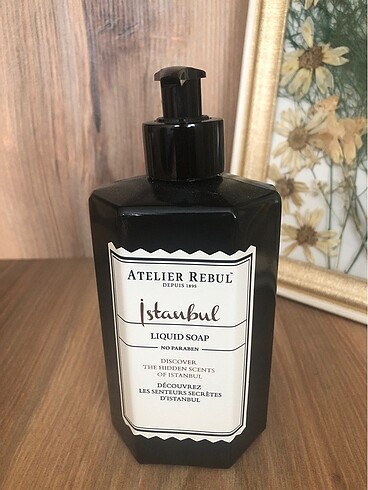 ATELIER REBUL
DEPUIS 1895
İstanbul
LIQUID SOAP
NO PARABEN
DISCOVER
THE HIDDEN SCENTS
OF ISTANBUL
DÉCOUVREZ
LES SENTEURS SECRÈTES
D'ISTANBUL